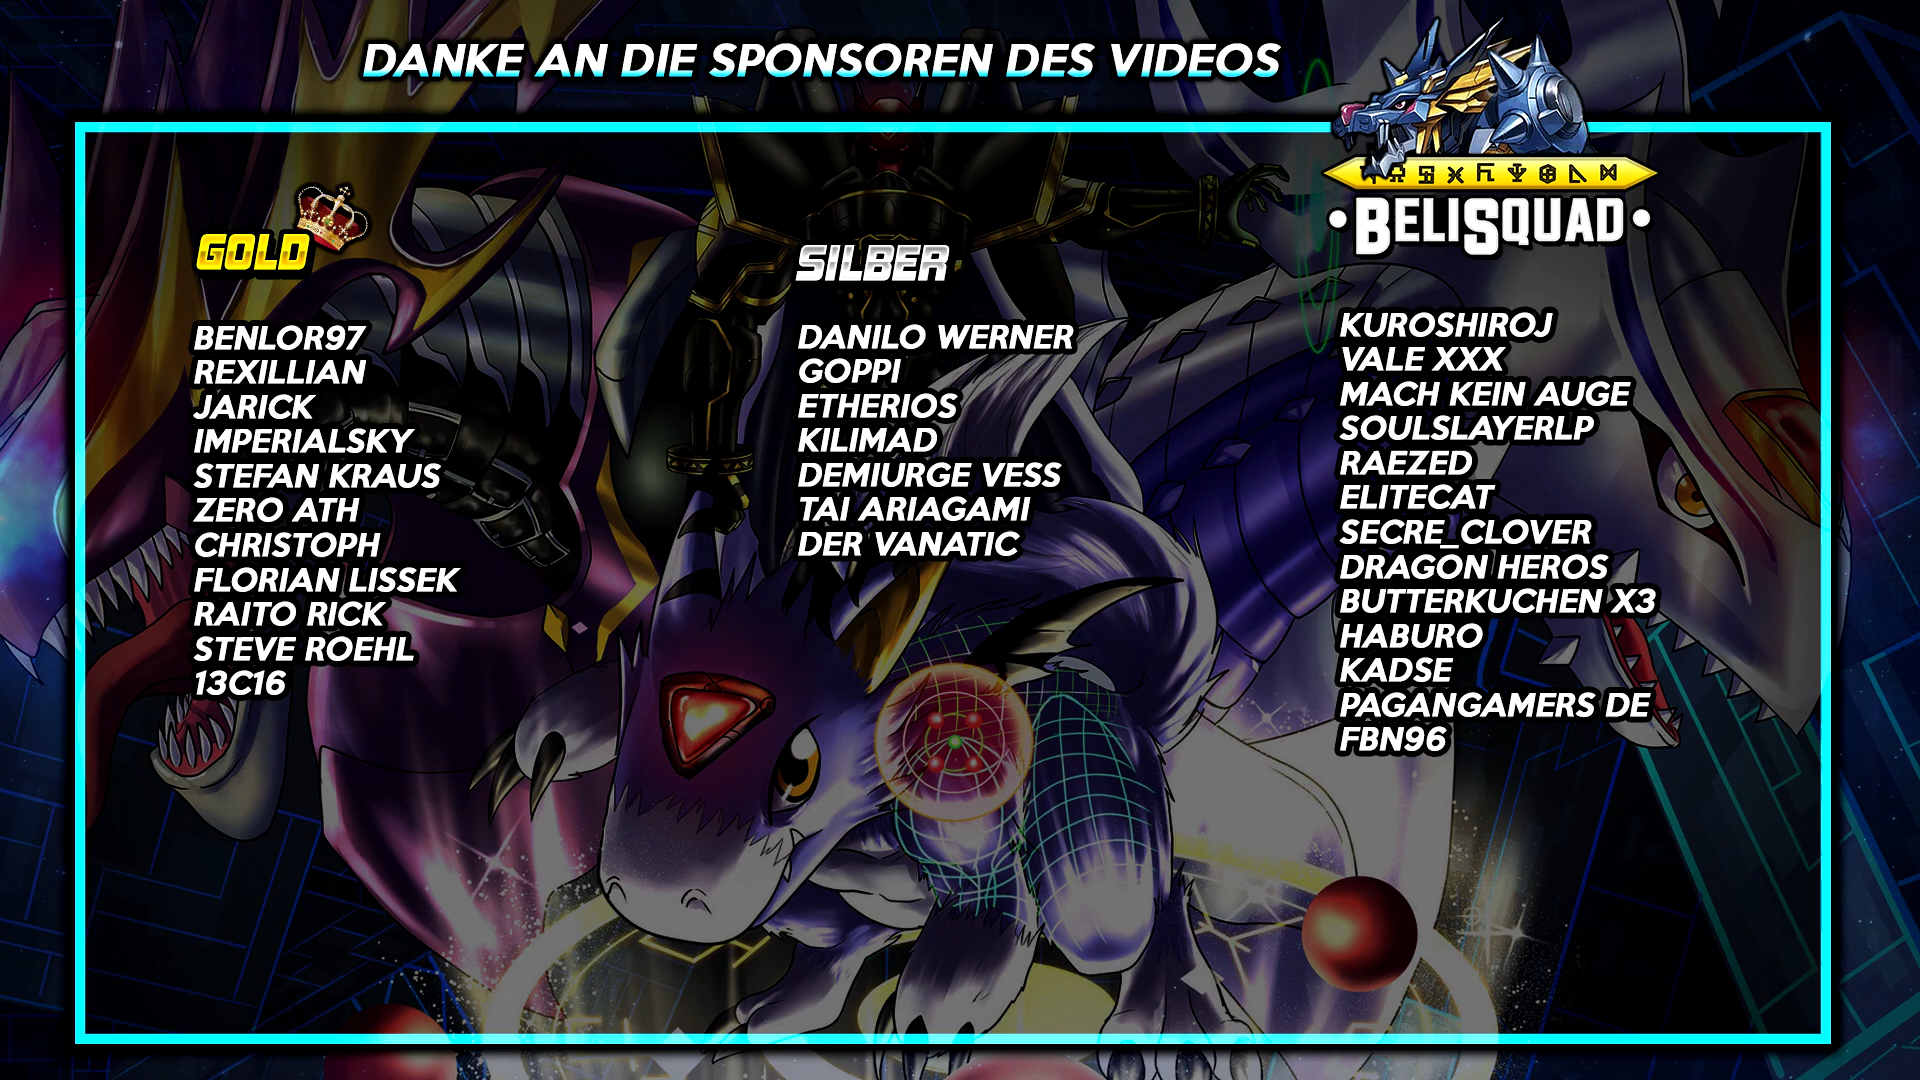 DANKE AN DIE SPONSOREN DES VIDEOS
GOLD
BENLOR97
REXILLIAN
JARICK
IMPERIALSKY
STEFAN KRAUS
ZERO ATH
CHRISTOPH
FLORIAN LISSEK
RAITO RICK
STEVE ROEHL
13C16
SILBER
DANILO WERNER
GOPPI
ETHERIOS
KILIMAD
DEMIURGE VESS
TAI ARIAGAMI
DER VANATIC
•BELISQUAD•
KUROSHIROJ
VALE XXX
MACH KEIN AUGE
SOULSLAYERLP
RAEZED
ELITECAT
SECRE_CLOVER
DRAGON HEROS
BUTTERKUCHEN X3
HABURO
KADSE
PAGANGAMERS DE
FBN96